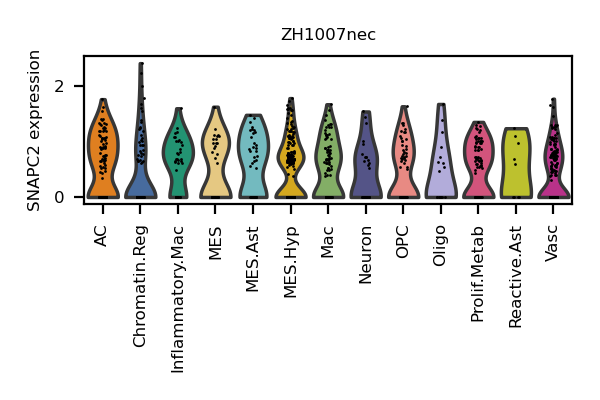 ZH1007nec
SNAPC2 expression
2
0
AC
Chromatin.Reg
Inflammatory.Mac
MES
MES.Ast
MES.Hyp
Mac
Neuron
OPC
Oligo
Prolif.Metab
Reactive.Ast
Vasc